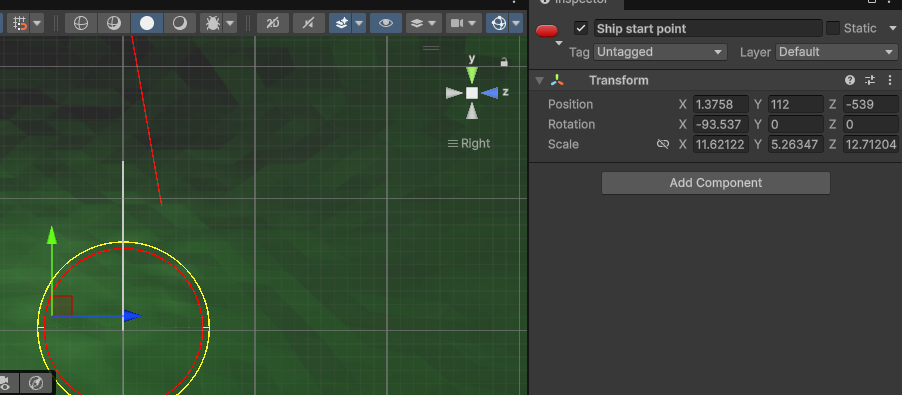 Inspector
2D
Ship start point
Static
Tag Untagged Layer Default
Transform
Position X 1.3758 Y 112 Z -539
Rotation X -93.537 Y 0 Z 0
Scale X 11.62122 Y 5.26347 Z 12.71204
Add Component
y
z
Right